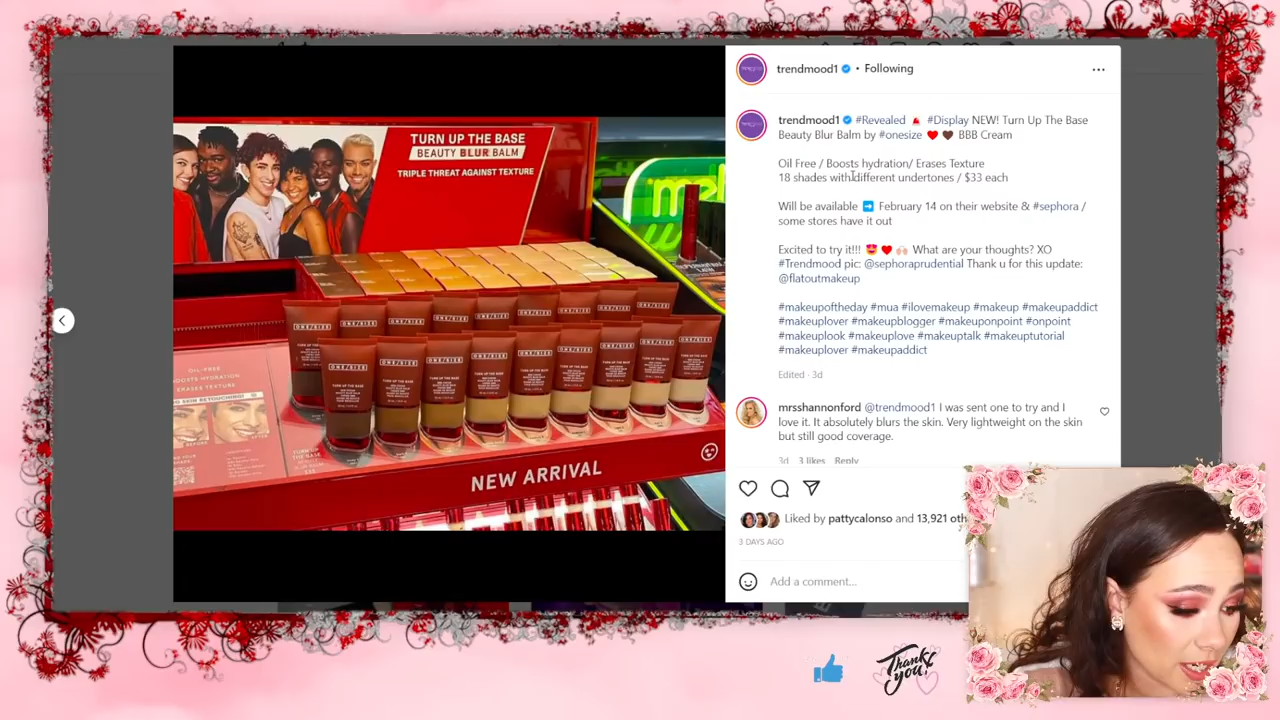 TURN UP THE BASE
BEAUTY BLUR BALM
TRIPLE THREAT AGAINST TEXTURE
ONE/SIZE
TURN UP THE BASE
OIL-FREE
BOOSTS HYDRATION
ERASES TEXTURE
NEW ARRIVAL
trendmood1 • Following
trendmood1 #Revealed 🚨 #Display NEW! Turn Up The Base
Beauty Blur Balm by #onesize ❤️ 🤎 BBB Cream
Oil Free / Boosts hydration/ Erases Texture
18 shades with different undertones / $33 each
Will be available ➡️ February 14 on their website & #sephora /
some stores have it out
Excited to try it!!! 😍 ❤️ 🙌🏻 What are your thoughts? XO
#Trendmood pic: @sephoraprudential Thank u for this update:
@flatoutmakeup
#makeupoftheday #mua #ilovemakeup #makeup #makeupaddict
#makeuplover #makeupblogger #makeuponpoint #onpoint
#makeuplook #makeuplove #makeuptalk #makeuptutorial
#makeuplover #makeupaddict
Edited · 3d
mrsshannonford @trendmood1 I was sent one to try and I
love it. It absolutely blurs the skin. Very lightweight on the skin
but still good coverage.
3d 3 likes Reply
Liked by pattycalonso and 13,921 oth
3 DAYS AGO
Add a comment...
Thank
you!